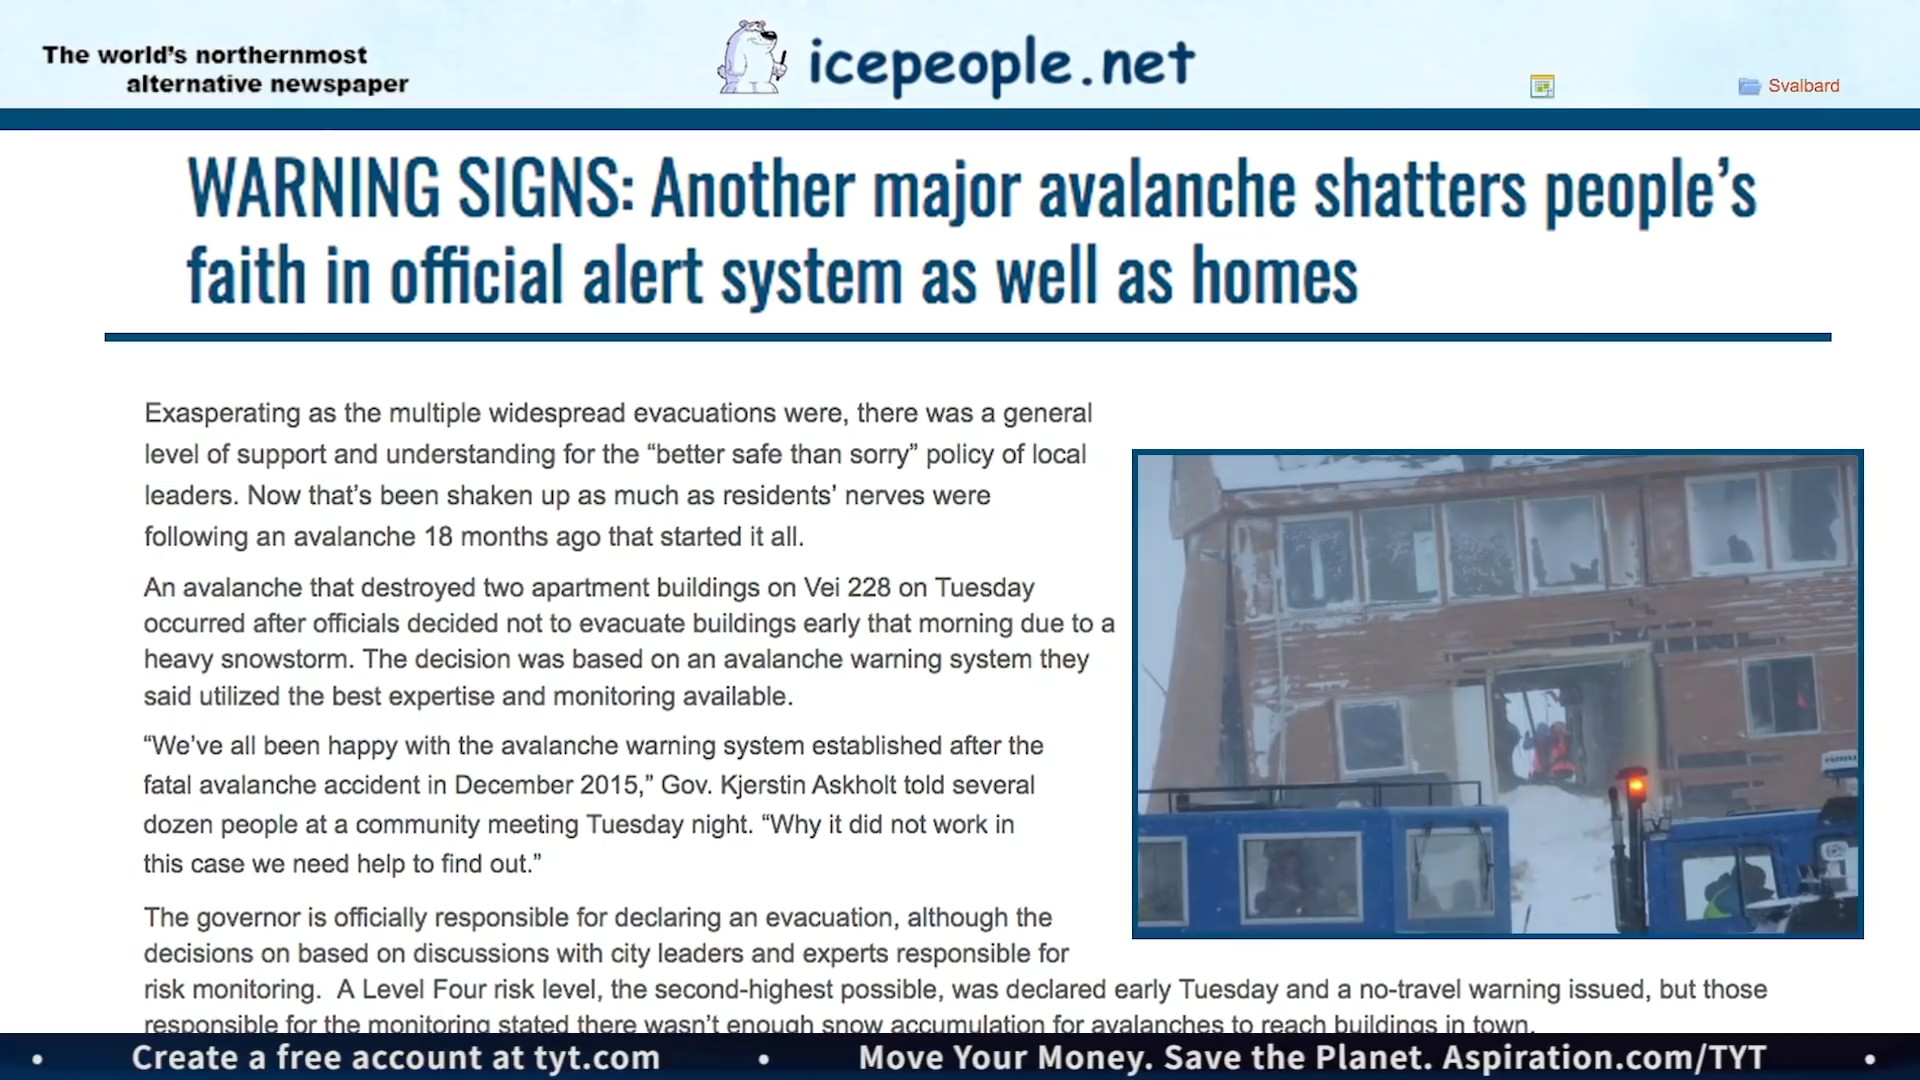 The world's northernmost
alternative newspaper
icepeople.net
Svalbard
WARNING SIGNS: Another major avalanche shatters people’s
faith in official alert system as well as homes
Exasperating as the multiple widespread evacuations were, there was a general
level of support and understanding for the “better safe than sorry” policy of local
leaders. Now that’s been shaken up as much as residents’ nerves were
following an avalanche 18 months ago that started it all.
An avalanche that destroyed two apartment buildings on Vei 228 on Tuesday
occurred after officials decided not to evacuate buildings early that morning due to a
heavy snowstorm. The decision was based on an avalanche warning system they
said utilized the best expertise and monitoring available.
“We’ve all been happy with the avalanche warning system established after the
fatal avalanche accident in December 2015,” Gov. Kjerstin Askholt told several
dozen people at a community meeting Tuesday night. “Why it did not work in
this case we need help to find out.”
The governor is officially responsible for declaring an evacuation, although the
decisions on based on discussions with city leaders and experts responsible for
risk monitoring. A Level Four risk level, the second-highest possible, was declared early Tuesday and a no-travel warning issued, but those
responsible for the monitoring stated there wasn’t enough snow accumulation for avalanches to reach buildings in town.
• Create a free account at tyt.com • Move Your Money. Save the Planet. Aspiration.com/TYT •